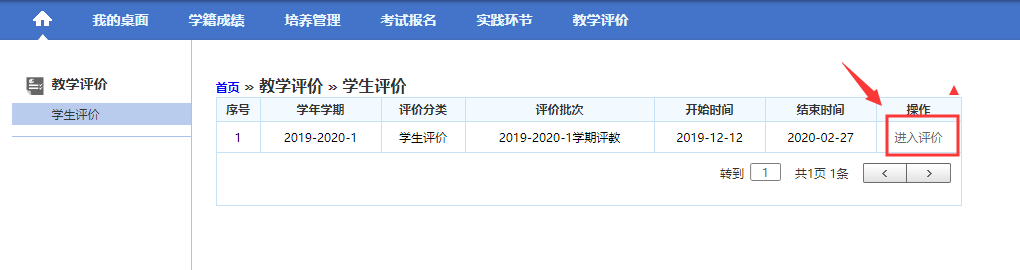 我的桌面 学籍成绩 培养管理 考试报名 实践环节 教学评价
教学评价
学生评价
首页 » 教学评价 » 学生评价
序号 学年学期 评价分类 评价批次 开始时间 结束时间 操作
1 2019-2020-1 学生评价 2019-2020-1学期评教 2019-12-12 2020-02-27 进入评价
转到 1 共1页 1条 < >